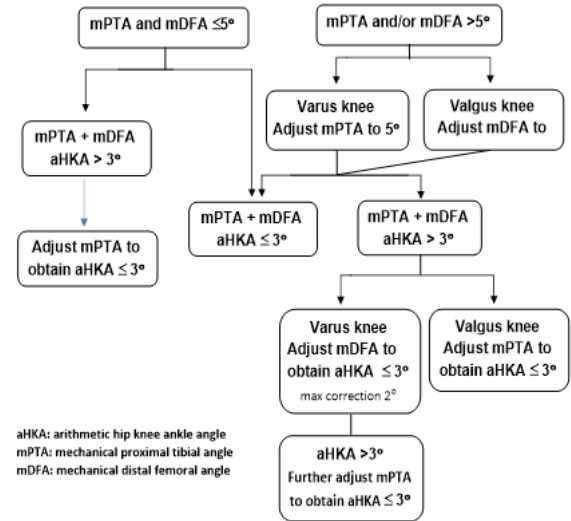 mPTA and mDFA ≤5°
mPTA and/or mDFA >5°
mPTA + mDFA
aHKA > 3°
Varus knee
Adjust mPTA to 5°
Valgus knee
Adjust mDFA to
Adjust mPTA to
obtain aHKA ≤ 3°
mPTA + mDFA
aHKA ≤ 3°
mPTA + mDFA
aHKA > 3°
Varus knee
Adjust mDFA to
obtain aHKA ≤ 3°
max correction 2°
Valgus knee
Adjust mPTA to
obtain aHKA ≤ 3°
aHKA >3°
Further adjust mPTA
to obtain aHKA ≤ 3°
aHKA: arithmetic hip knee ankle angle
mPTA: mechanical proximal tibial angle
mDFA: mechanical distal femoral angle